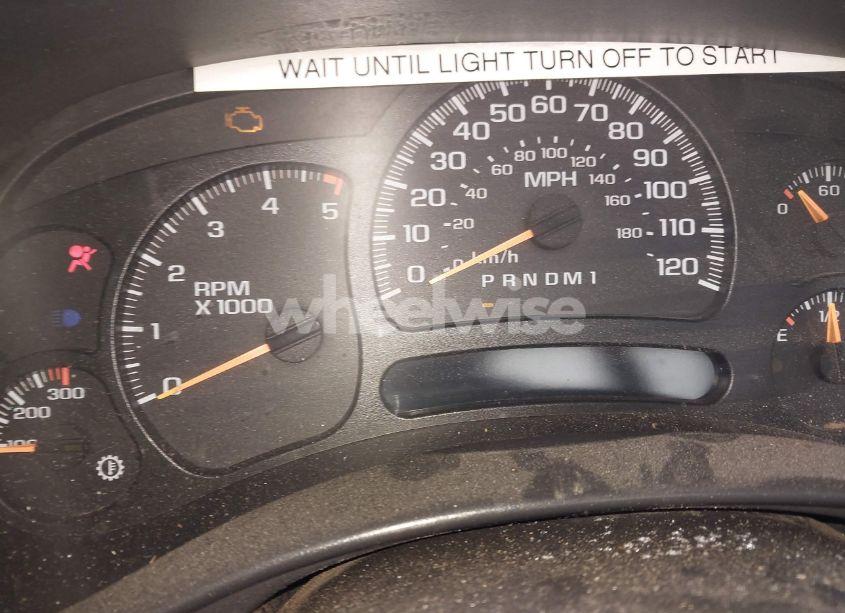 WAIT UNTIL LIGHT TURN OFF TO START
0 10 20 30 40 50 60 70 80 90 100 110 120
20 40 60 80 100 120 140 160 180
MPH
km/h
P R N D M 1
0 1 2 3 4 5
RPM
X 1000
0 60
E 1/2
200 300
wheelwise